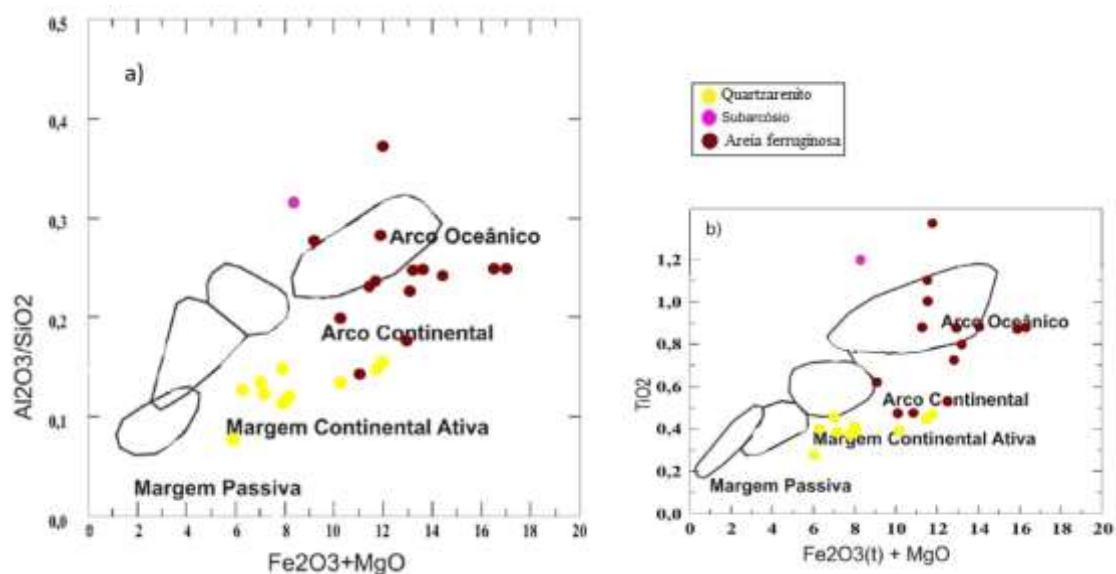 a)
0,5
0,4
0,3
0,2
0,1
0,0
Al2O3/SiO2
Arco Oceânico
Arco Continental
Margem Continental Ativa
Margem Passiva
0 2 4 6 8 10 12 14 16 18 20
Fe2O3+MgO
Quartzarenito
Subarcósio
Areia ferruginosa
b)
1,2
1,0
0,8
0,6
0,4
0,2
0,0
TiO2
Arco Oceânico
Arco Continental
Margem Continental Ativa
Margem Passiva
0 2 4 6 8 10 12 14 16 18 20
Fe2O3(t) + MgO